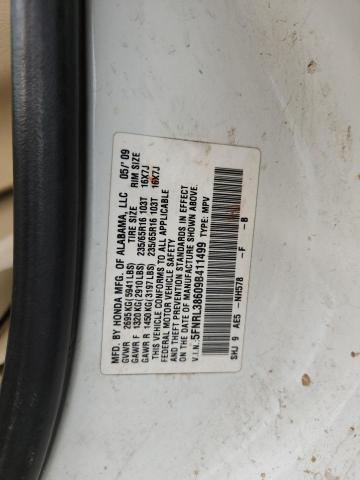 MFD. BY HONDA MFG. OF ALABAMA, LLC 05/'09
GVWR 2695KG(5941LBS) TIRE SIZE RIM SIZE
GAWR F 1320KG(2910LBS) 235/65R16 103T 16X7J
GAWR R 1450KG(3197LBS) 235/65R16 103T 16X7J
THIS VEHICLE CONFORMS TO ALL APPLICABLE
FEDERAL MOTOR VEHICLE SAFETY
AND THEFT PREVENTION STANDARDS IN EFFECT
ON THE DATE OF MANUFACTURE SHOWN ABOVE.
V.I.N. 5FNRL38609B411499 TYPE: MPV
SHJ 9 AE5 -NH578 -F -B